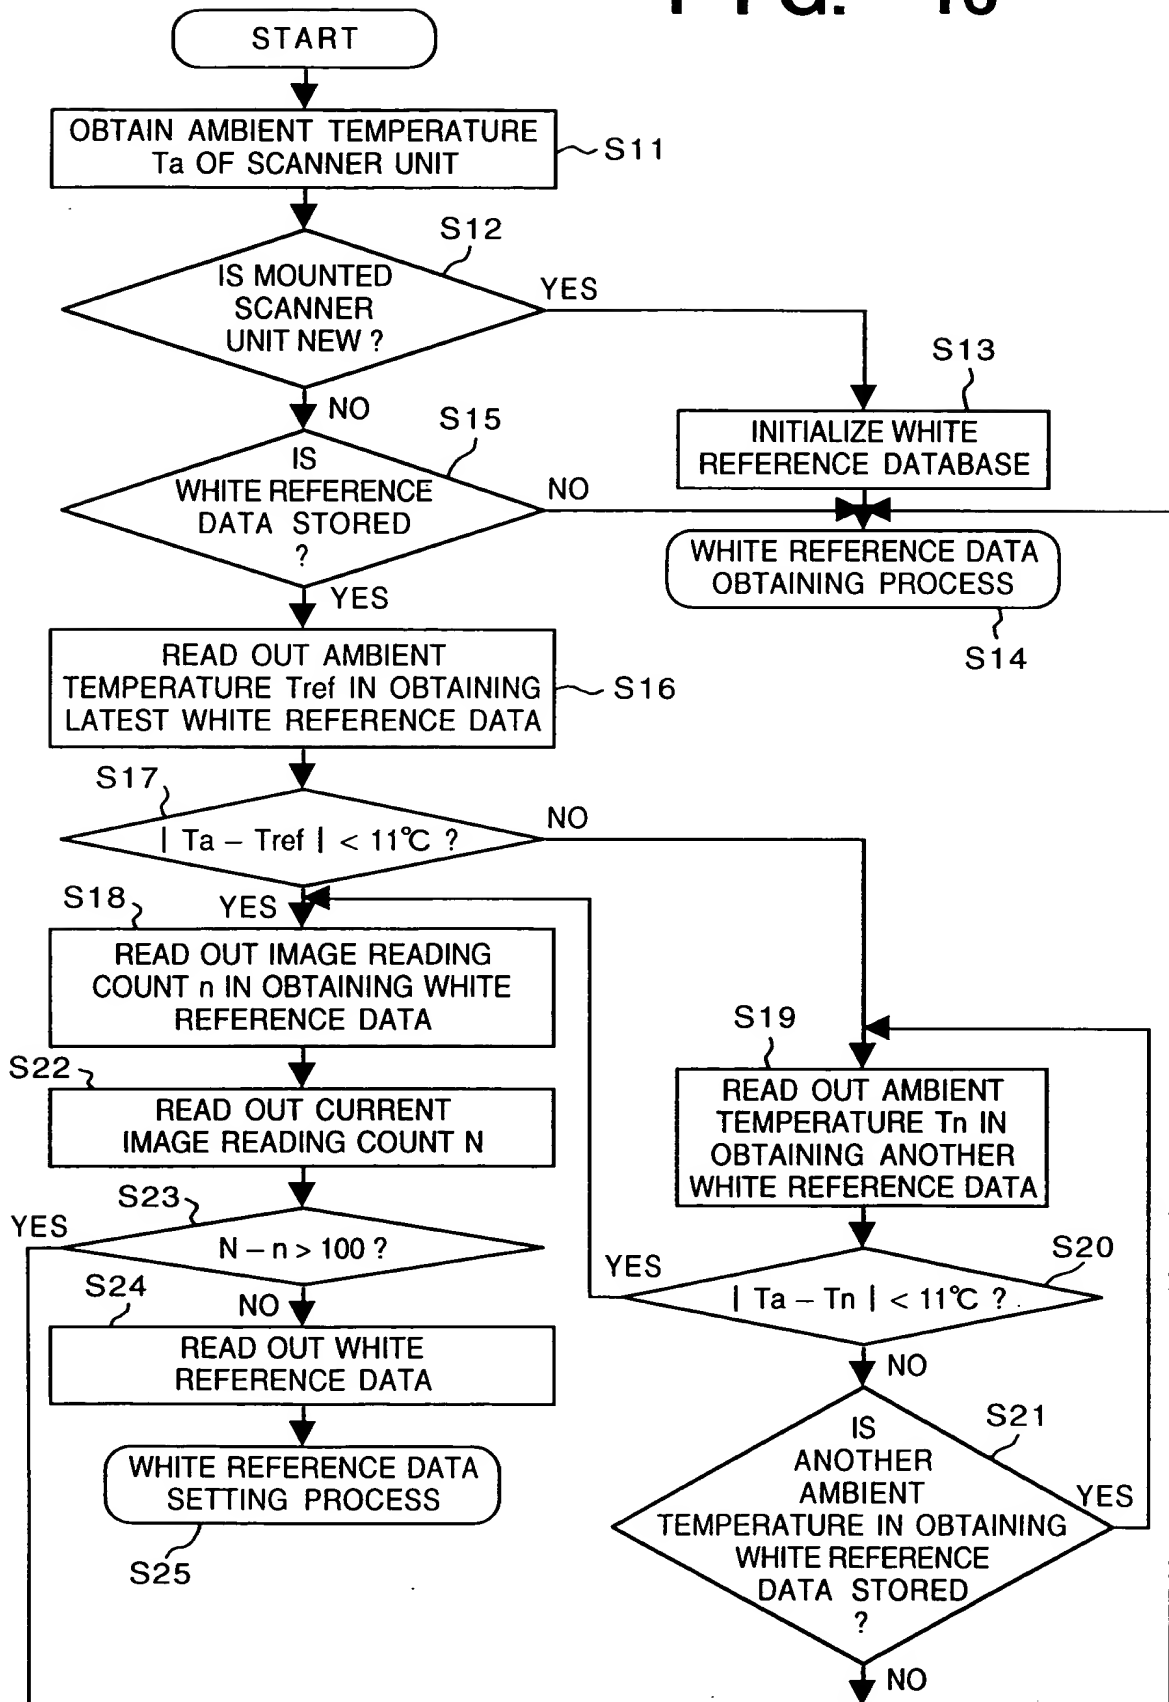 START
OBTAIN AMBIENT TEMPERATURE
Ta OF SCANNER UNIT
S11
S12
IS MOUNTED
SCANNER
UNIT NEW ?
YES
NO
S13
INITIALIZE WHITE
REFERENCE DATABASE
S15
IS
WHITE REFERENCE
DATA STORED
?
NO
YES
WHITE REFERENCE DATA
OBTAINING PROCESS
S14
READ OUT AMBIENT
TEMPERATURE Tref IN OBTAINING
LATEST WHITE REFERENCE DATA
S16
S17
| Ta – Tref | < 11℃ ?
NO
YES
S18
READ OUT IMAGE READING
COUNT n IN OBTAINING WHITE
REFERENCE DATA
S19
READ OUT AMBIENT
TEMPERATURE Tn IN
OBTAINING ANOTHER
WHITE REFERENCE DATA
S22
READ OUT CURRENT
IMAGE READING COUNT N
S23
YES
N – n > 100 ?
NO
S20
YES
| Ta – Tn | < 11℃ ?
NO
S24
READ OUT WHITE
REFERENCE DATA
WHITE REFERENCE DATA
SETTING PROCESS
S25
S21
IS
ANOTHER
AMBIENT
TEMPERATURE IN OBTAINING
WHITE REFERENCE
DATA STORED
?
YES
NO